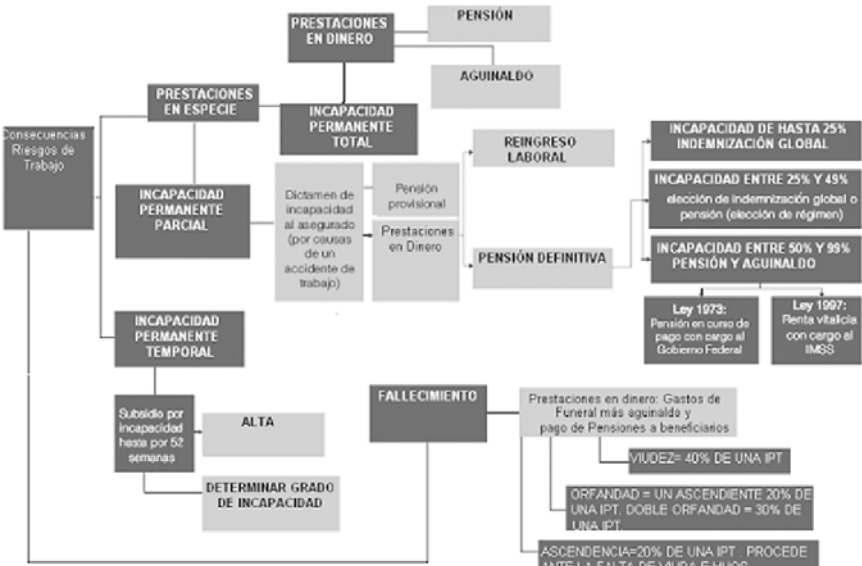 PRESTACIONES
EN DINERO
PENSIÓN
AGUINALDO
PRESTACIONES
EN ESPECIE
INCAPACIDAD
PERMANENTE
TOTAL
Consecuencias
Riesgos de
Trabajo
INCAPACIDAD
PERMANENTE
PARCIAL
Dictamen de
incapacidad
al asegurado
(por causas
de un
accidente de
trabajo)
Pensión
provisional
Prestaciones
en Dinero
REINGRESO
LABORAL
PENSIÓN DEFINITIVA
INCAPACIDAD DE HASTA 25%
INDEMNIZACIÓN GLOBAL
INCAPACIDAD ENTRE 25% Y 49%
elección de indemnización global o
pensión (elección de régimen)
INCAPACIDAD ENTRE 50% Y 99%
PENSIÓN Y AGUINALDO
Ley 1973:
Pensión en curso de
pago con cargo al
Gobierno Federal
Ley 1997:
Renta vitalicia
con cargo al
IMSS
INCAPACIDAD
PERMANENTE
TEMPORAL
Subsidio por
incapacidad
hasta por 52
semanas
ALTA
DETERMINAR GRADO
DE INCAPACIDAD
FALLECIMIENTO
Prestaciones en dinero: Gastos de
Funeral más aguinaldo y
pago de Pensiones a beneficiarios
VIUDEZ= 40% DE UNA IPT
ORFANDAD = UN ASCENDIENTE 20% DE
UNA IPT. DOBLE ORFANDAD = 30% DE
UNA IPT.
ASCENDENCIA=20% DE UNA IPT . PROCEDE
ANTE LA FALTA DE VIUDA E HIJOS